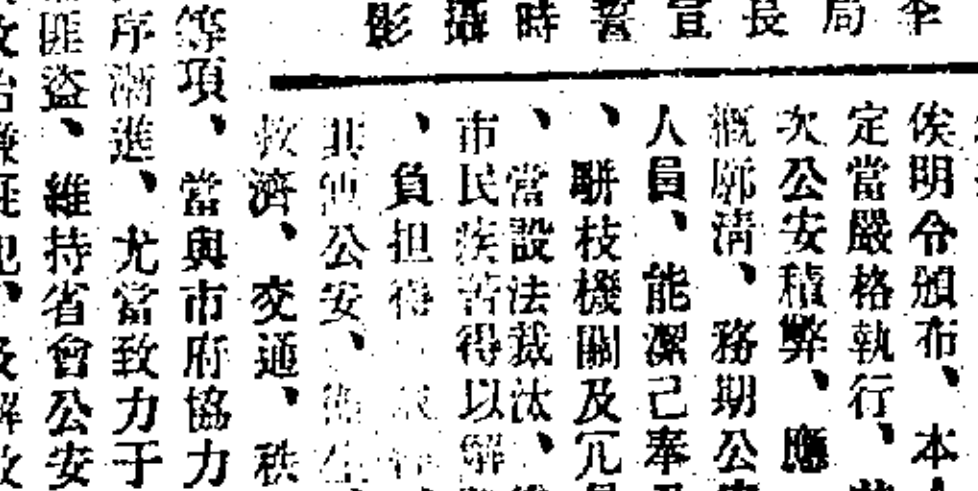 李局長宣誓時攝影
俟明令頒布、本
定當嚴格執行、
次公安積弊、應
概廓清、務期公
人員、能潔己奉
、駢枝機關及冗
、當設法裁汰、
市民疾苦得以解
、負担得
其他公安、衛生
救濟、交通、秩
等項、當與市府協力
序漸進、尤當致力于
匪盜、維持省會公安